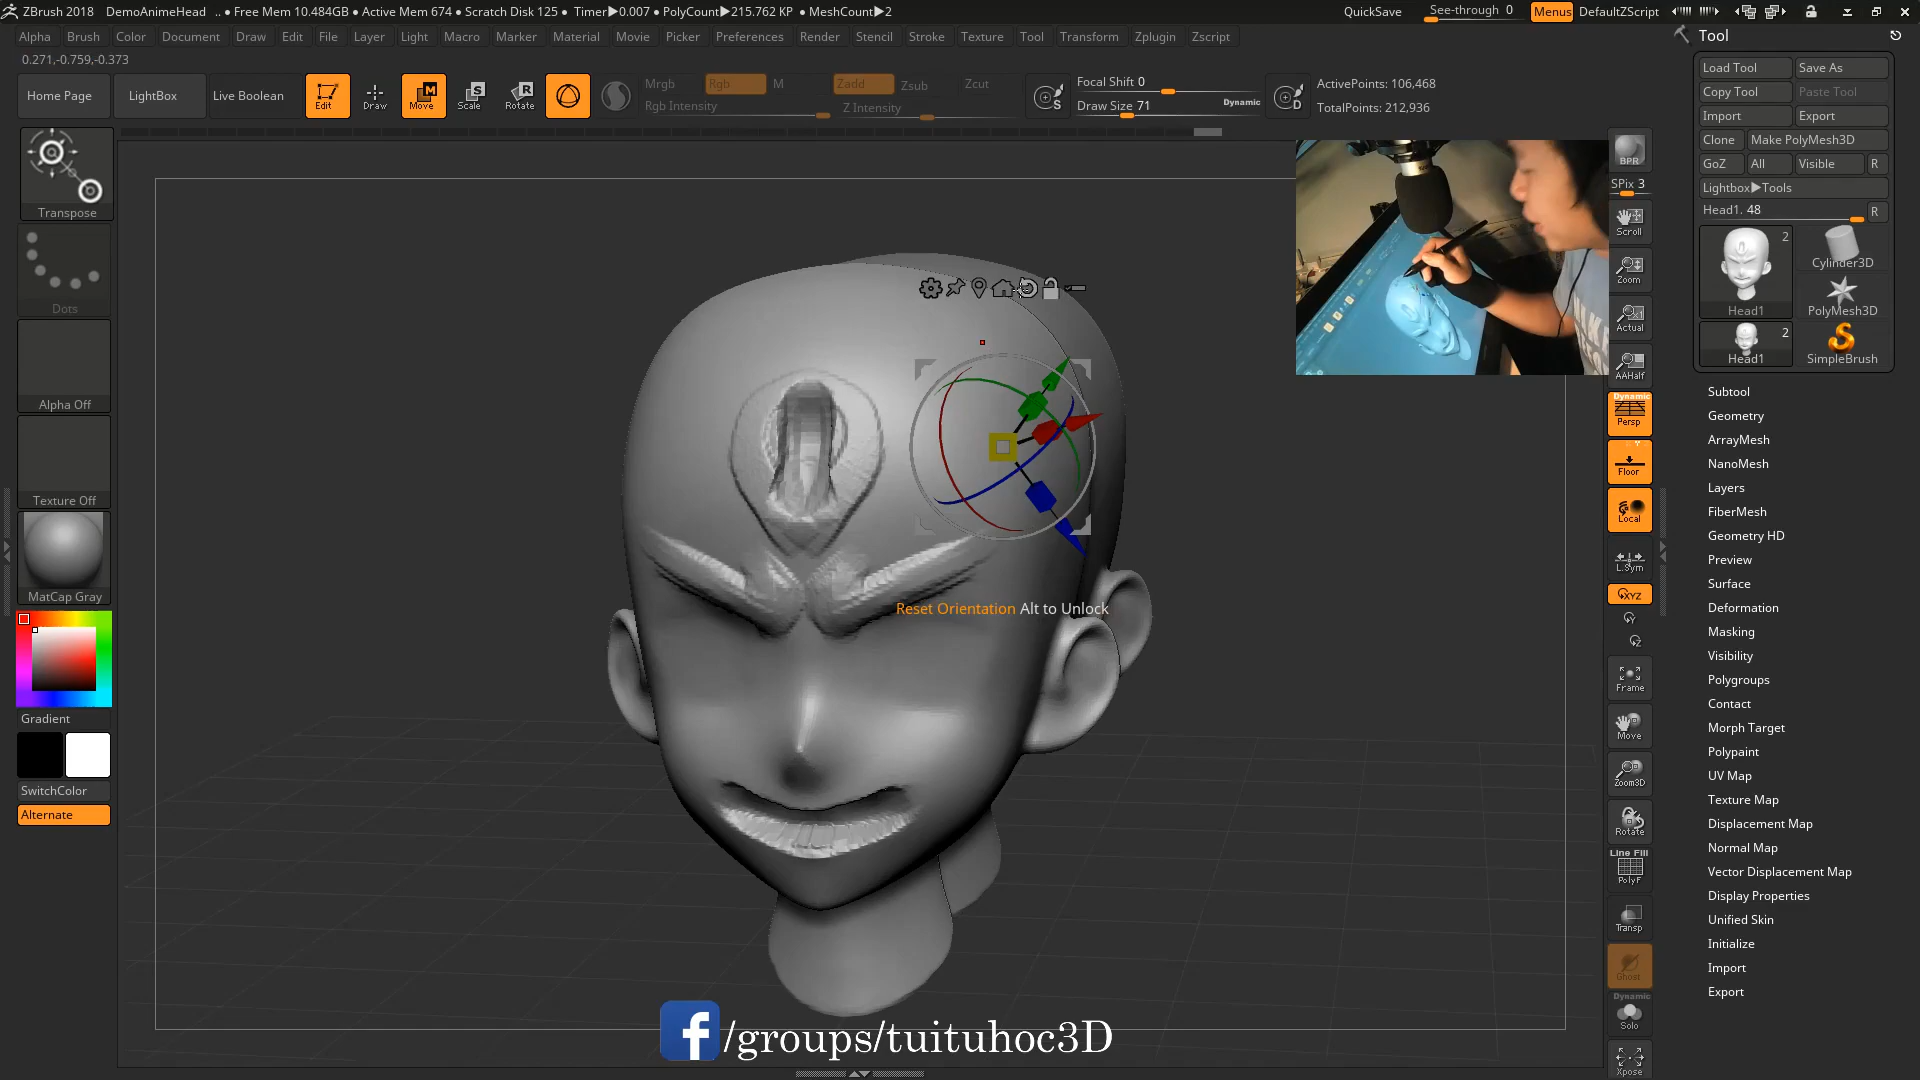 ZBrush 2018 DemoAnimeHead .. ● Free Mem 10.484GB ● Active Mem 674 ● Scratch Disk 125 ● Timer▶0.007 ● PolyCount▶215.762 KP ● MeshCount▶2 QuickSave See-through 0 Menus DefaultZScript
Alpha Brush Color Document Draw Edit File Layer Light Macro Marker Material Movie Picker Preferences Render Stencil Stroke Texture Tool Transform Zplugin Zscript
0.271,-0.759,-0.373
Home Page LightBox Live Boolean Edit Draw Move Scale Rotate
Mrgb Rgb M Zadd Zsub Zcut
Rgb Intensity Z Intensity
Focal Shift 0
Draw Size 71 Dynamic
ActivePoints: 106,468
TotalPoints: 212,936
Transpose
Dots
Alpha Off
Texture Off
MatCap Gray
Gradient
SwitchColor
Alternate
Reset Orientation Alt to Unlock
f /groups/tuituhoc3D
BPR
SPix 3
Scroll
Zoom
Actual
AAHalf
Dynamic
Persp
Floor
Local
L.Sym
XYZ
Y
Z
Frame
Move
Zoom3D
Rotate
Line Fill
PolyF
Transp
Ghost
Dynamic
Solo
Xpose
Tool
Load Tool Save As
Copy Tool Paste Tool
Import Export
Clone Make PolyMesh3D
GoZ All Visible R
Lightbox▶Tools
Head1. 48 R
2
Head1
Cylinder3D
PolyMesh3D
2
Head1
SimpleBrush
Subtool
Geometry
ArrayMesh
NanoMesh
Layers
FiberMesh
Geometry HD
Preview
Surface
Deformation
Masking
Visibility
Polygroups
Contact
Morph Target
Polypaint
UV Map
Texture Map
Displacement Map
Normal Map
Vector Displacement Map
Display Properties
Unified Skin
Initialize
Import
Export